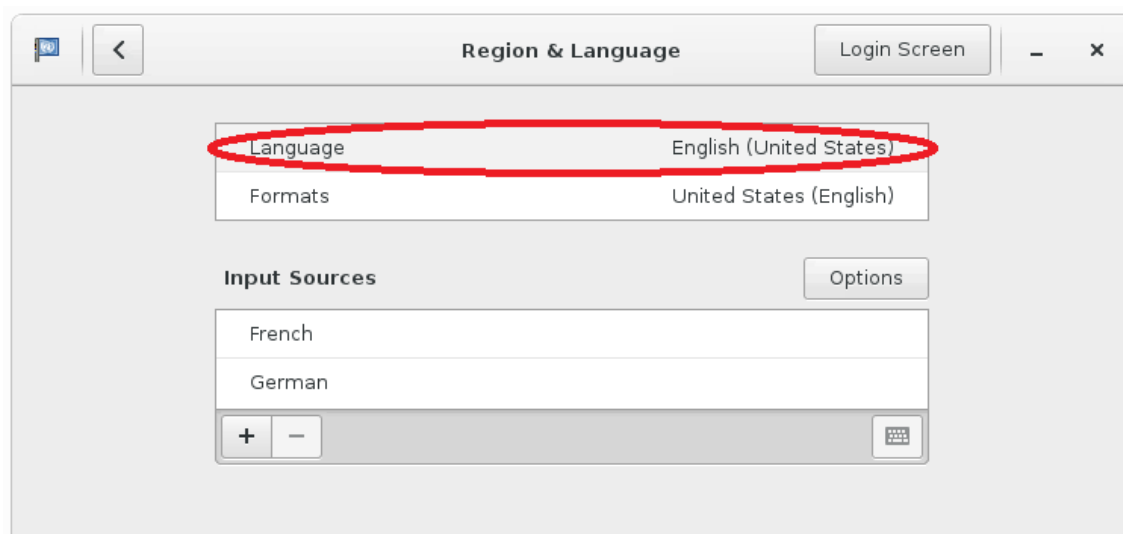 Region & Language
Login Screen
Language English (United States)
Formats United States (English)
Input Sources
Options
French
German